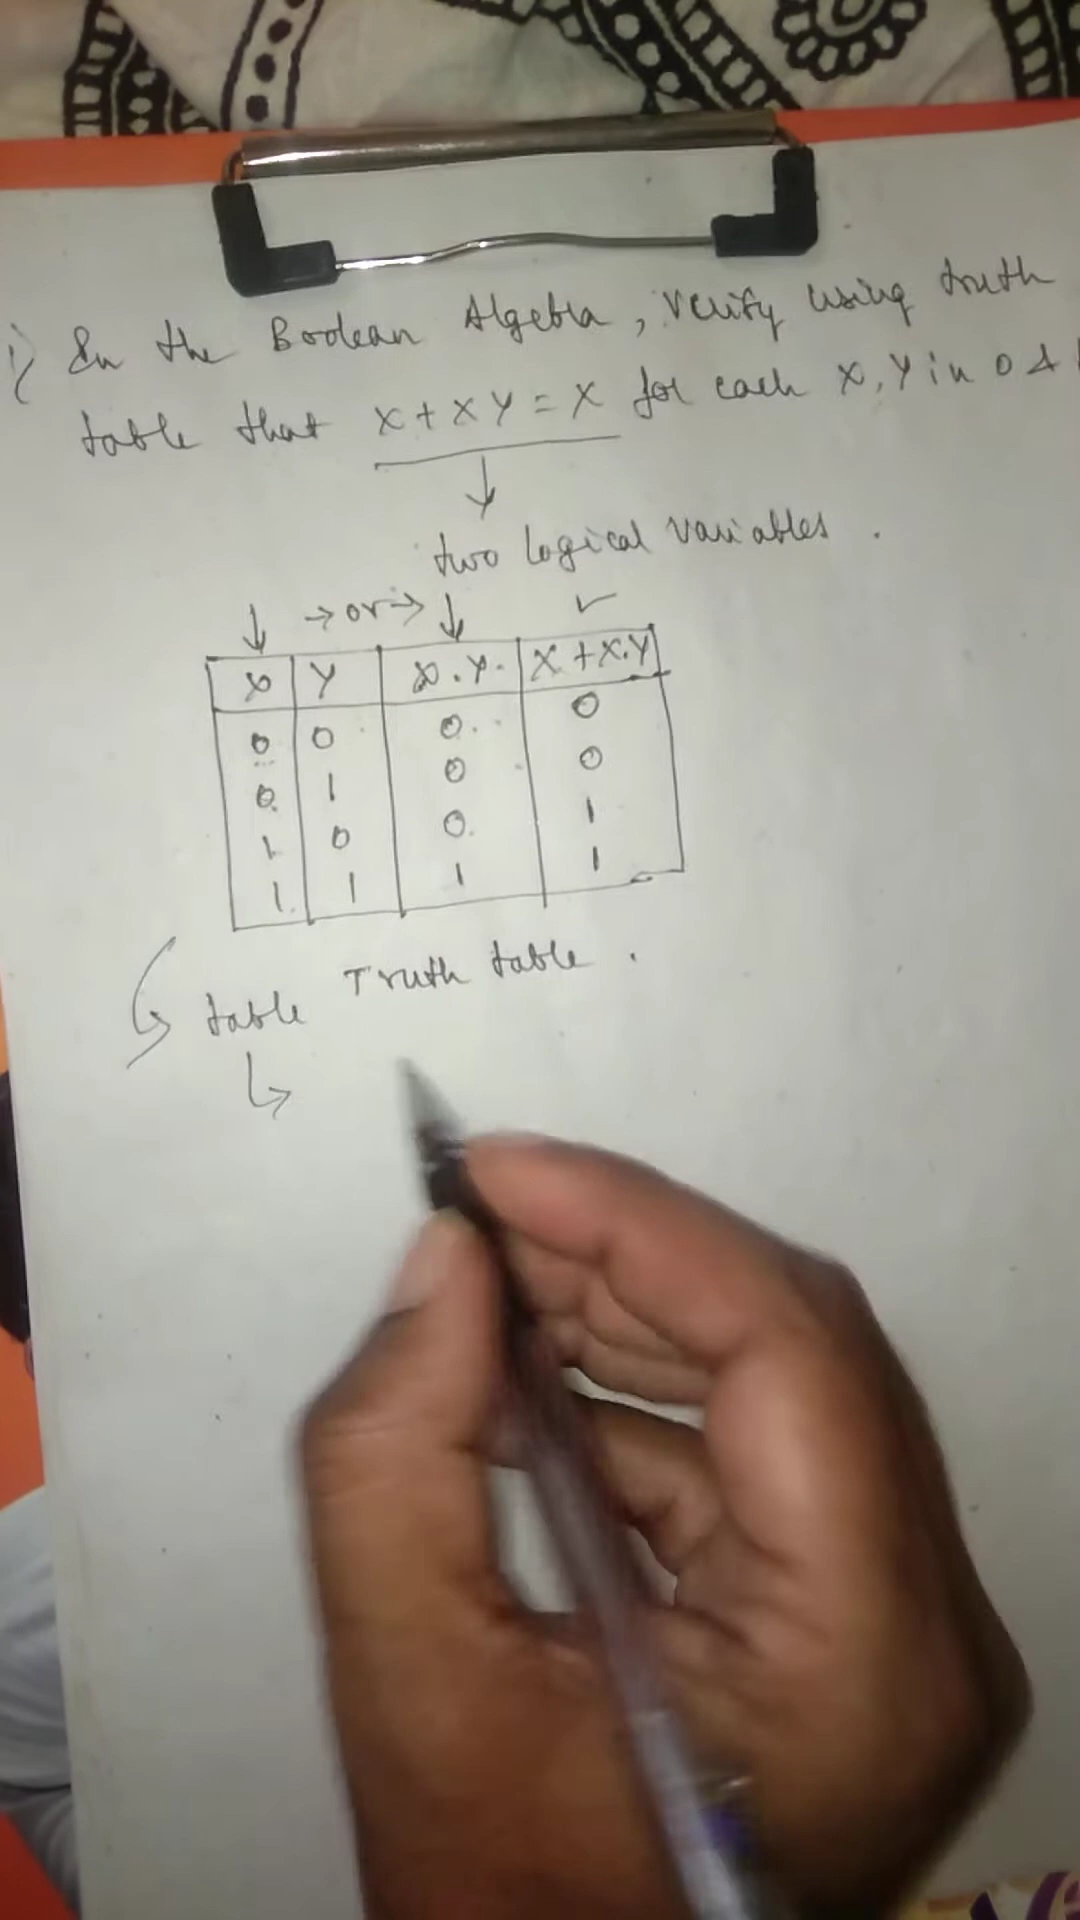 i) In the Boolean Algebra, verify using truth
table that X + X Y = X for each X, Y in 0 &
two logical variables .
→ or →
X Y X . Y . X + X.Y
0 0 0 0
0 1 0 0
1 0 0 1
1 1 1 1
Truth table .
table